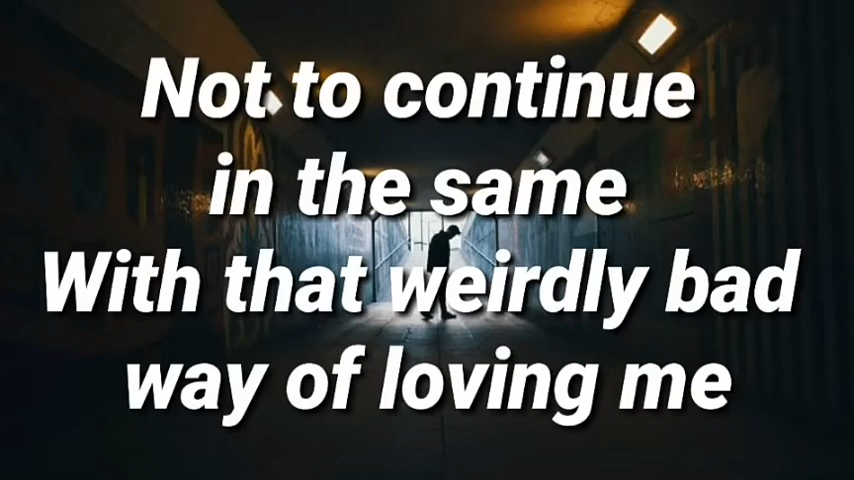 Not to continue
in the same
With that weirdly bad
way of loving me